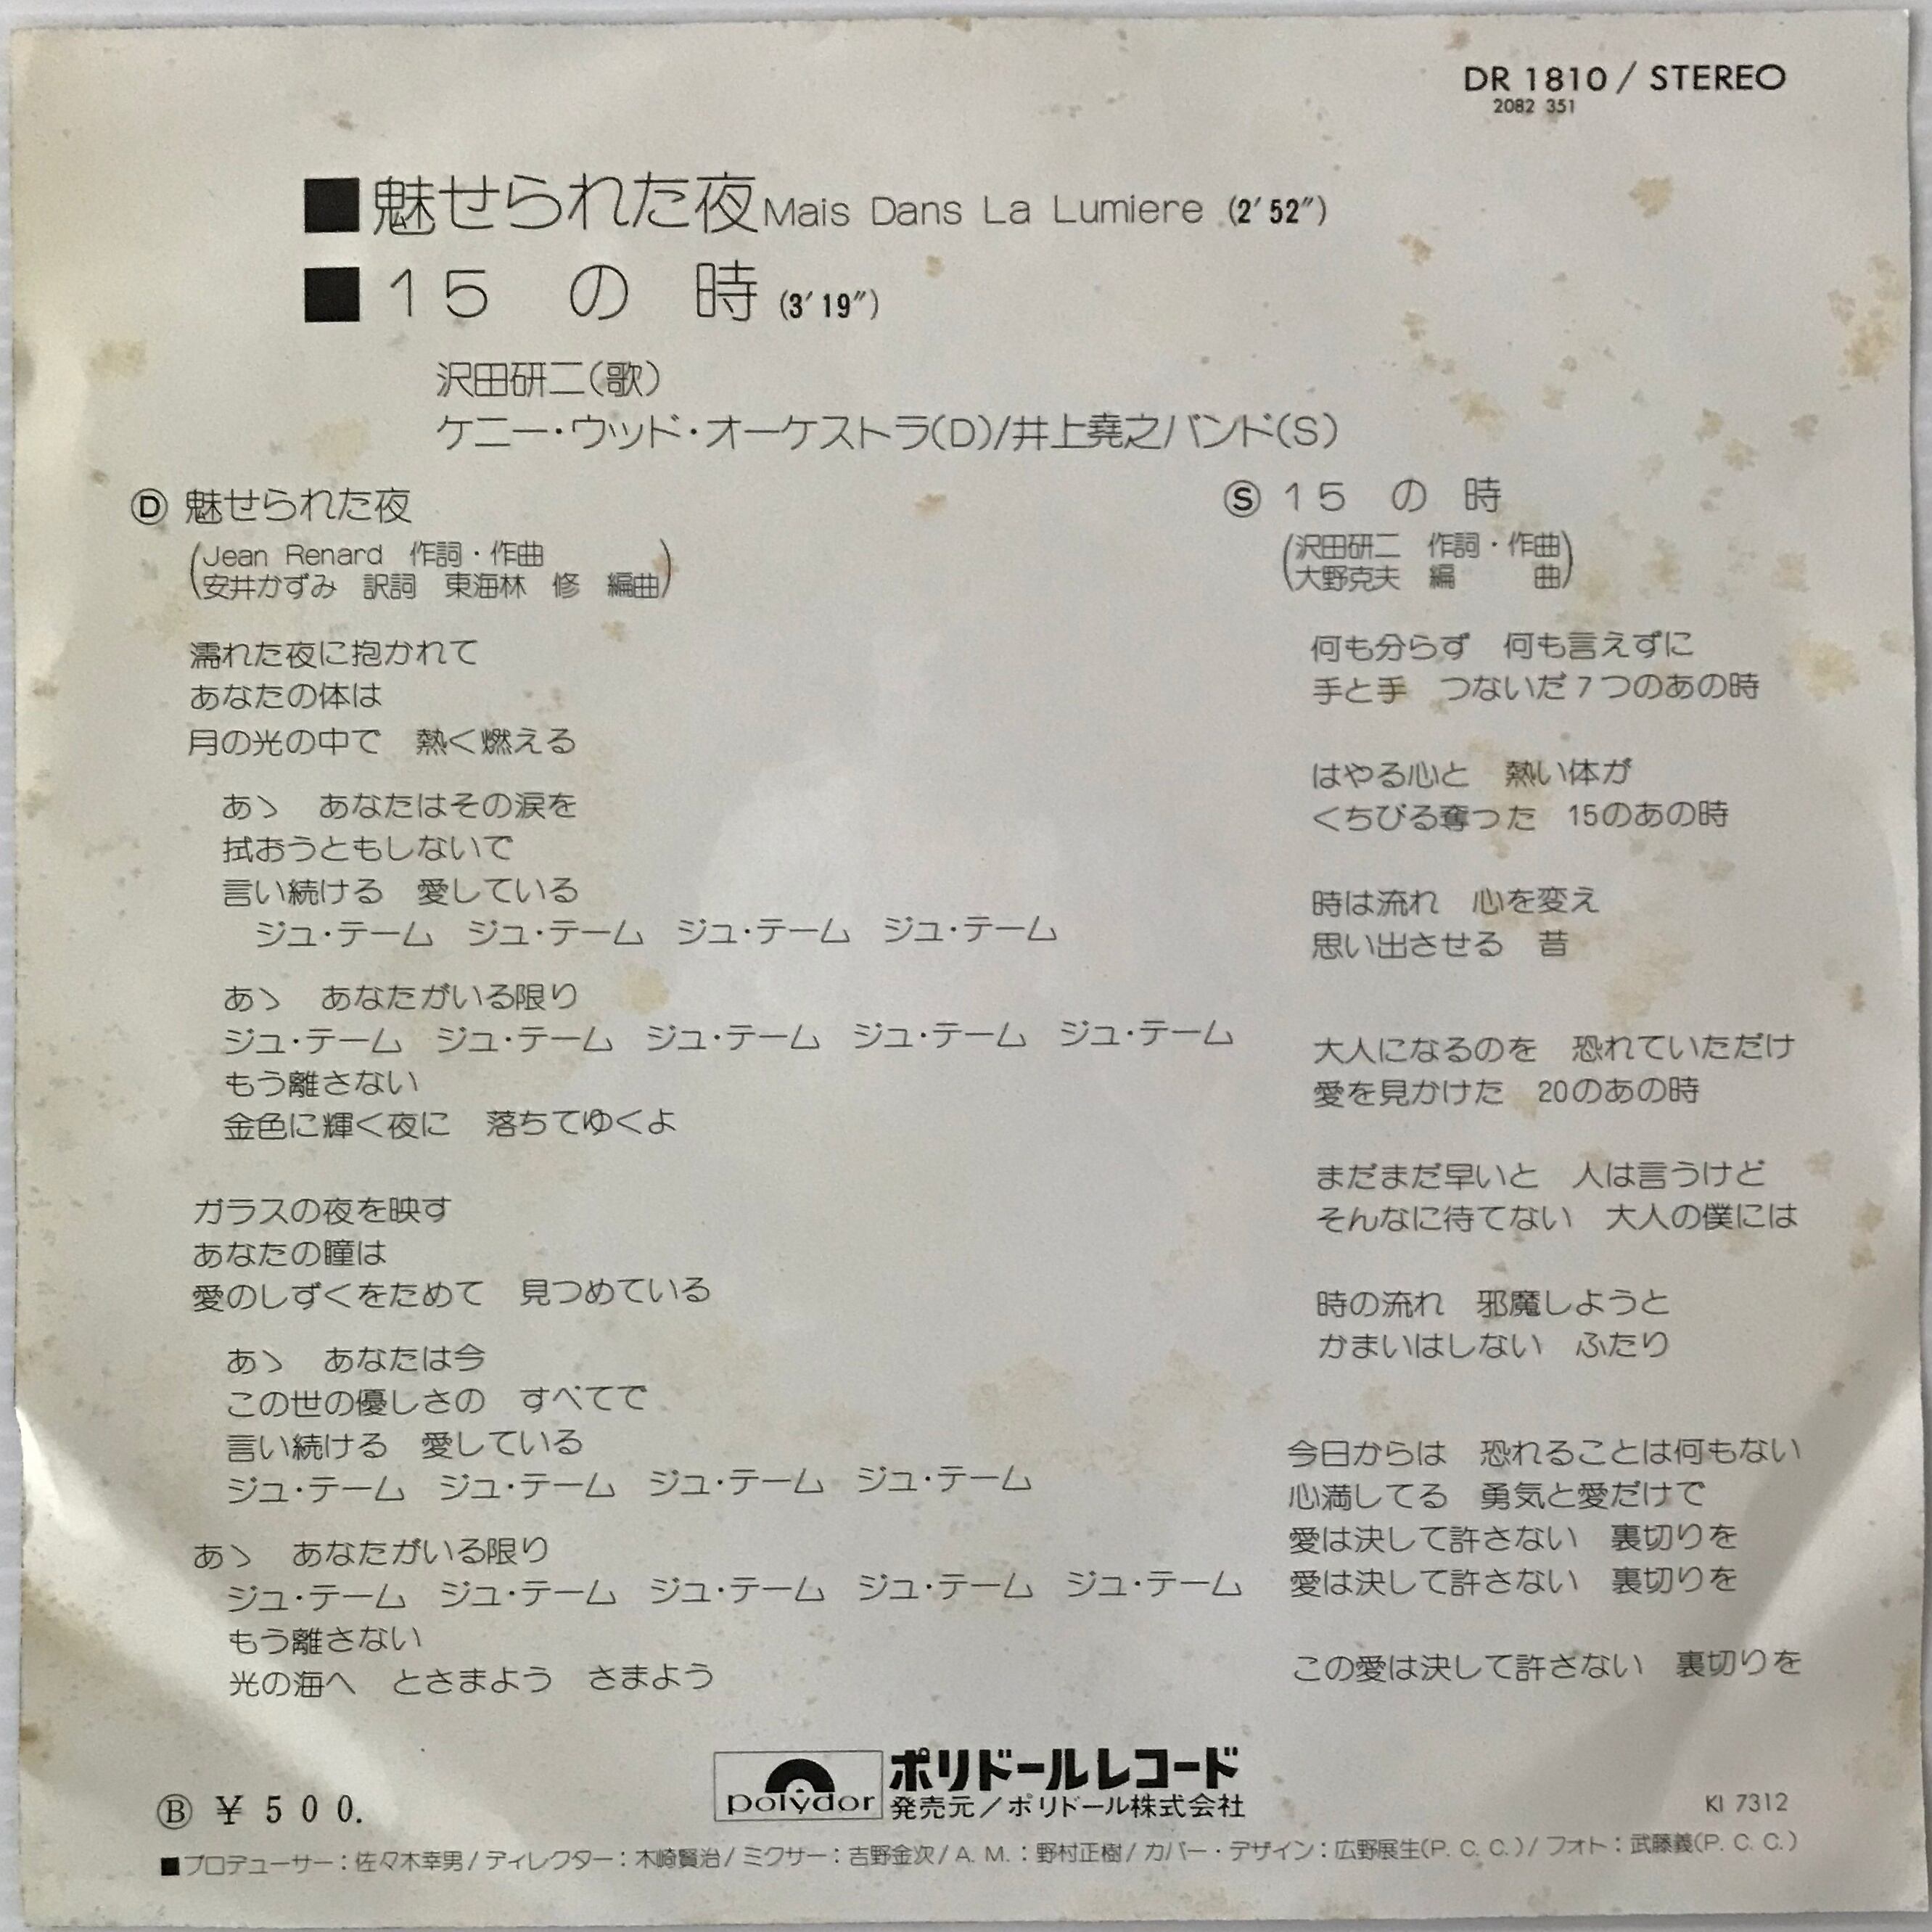 DR 1810 / STEREO
2082 351
■魅せられた夜 Mais Dans La Lumiere (2′52″)
■15 の 時 (3′19″)
沢田研二(歌)
ケニー・ウッド・オーケストラ(D)/井上堯之バンド(S)
Ⓓ 魅せられた夜
(Jean Renard 作詞・作曲
安井かずみ 訳詞 東海林 修 編曲)
濡れた夜に抱かれて
あなたの体は
月の光の中で 熱く燃える
あゝ あなたはその涙を
拭おうともしないで
言い続ける 愛している
ジュ・テーム ジュ・テーム ジュ・テーム ジュ・テーム
あゝ あなたがいる限り
ジュ・テーム ジュ・テーム ジュ・テーム ジュ・テーム ジュ・テーム
もう離さない
金色に輝く夜に 落ちてゆくよ
ガラスの夜を映す
あなたの瞳は
愛のしずくをためて 見つめている
あゝ あなたは今
この世の優しさの すべてで
言い続ける 愛している
ジュ・テーム ジュ・テーム ジュ・テーム ジュ・テーム
あゝ あなたがいる限り
ジュ・テーム ジュ・テーム ジュ・テーム ジュ・テーム ジュ・テーム
もう離さない
光の海へ とさまよう さまよう
Ⓢ 15 の 時
(沢田研二 作詞・作曲
大野克夫 編 曲)
何も分らず 何も言えずに
手と手 つないだ7つのあの時
はやる心と 熱い体が
くちびる奪った 15のあの時
時は流れ 心を変え
思い出させる 昔
大人になるのを 恐れていただけ
愛を見かけた 20のあの時
まだまだ早いと 人は言うけど
そんなに待てない 大人の僕には
時の流れ 邪魔しようと
かまいはしない ふたり
今日からは 恐れることは何もない
心満してる 勇気と愛だけで
愛は決して許さない 裏切りを
愛は決して許さない 裏切りを
この愛は決して許さない 裏切りを
polydor
ポリドールレコード
発売元/ポリドール株式会社
Ⓑ ¥500.
KI 7312
■プロデューサー:佐々木幸男/ディレクター:木﨑賢治/ミクサー:吉野金次/A. M.:野村正樹/カバー・デザイン:広野展生(P. C. C.)/フォト:武藤義(P. C. C.)